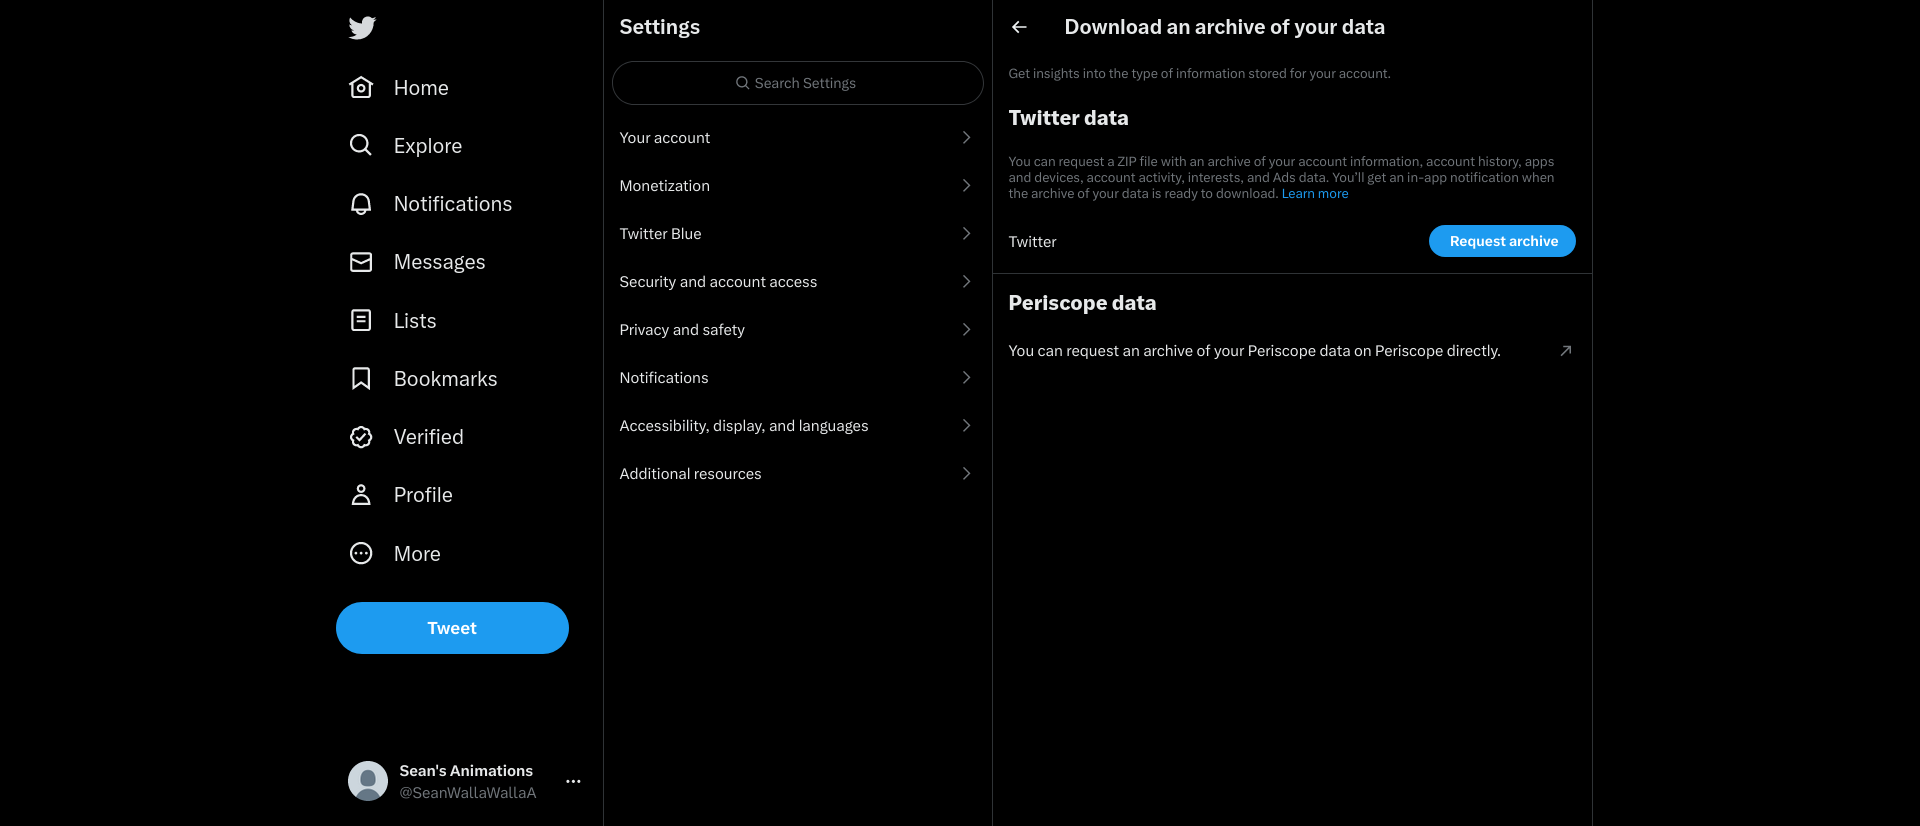 Home
Explore
Notifications
Messages
Lists
Bookmarks
Verified
Profile
More
Tweet
Sean's Animations
@SeanWallaWallaA
Settings
Search Settings
Your account
Monetization
Twitter Blue
Security and account access
Privacy and safety
Notifications
Accessibility, display, and languages
Additional resources
Download an archive of your data
Get insights into the type of information stored for your account.
Twitter data
You can request a ZIP file with an archive of your account information, account history, apps
and devices, account activity, interests, and Ads data. You’ll get an in-app notification when
the archive of your data is ready to download. Learn more
Twitter
Request archive
Periscope data
You can request an archive of your Periscope data on Periscope directly.